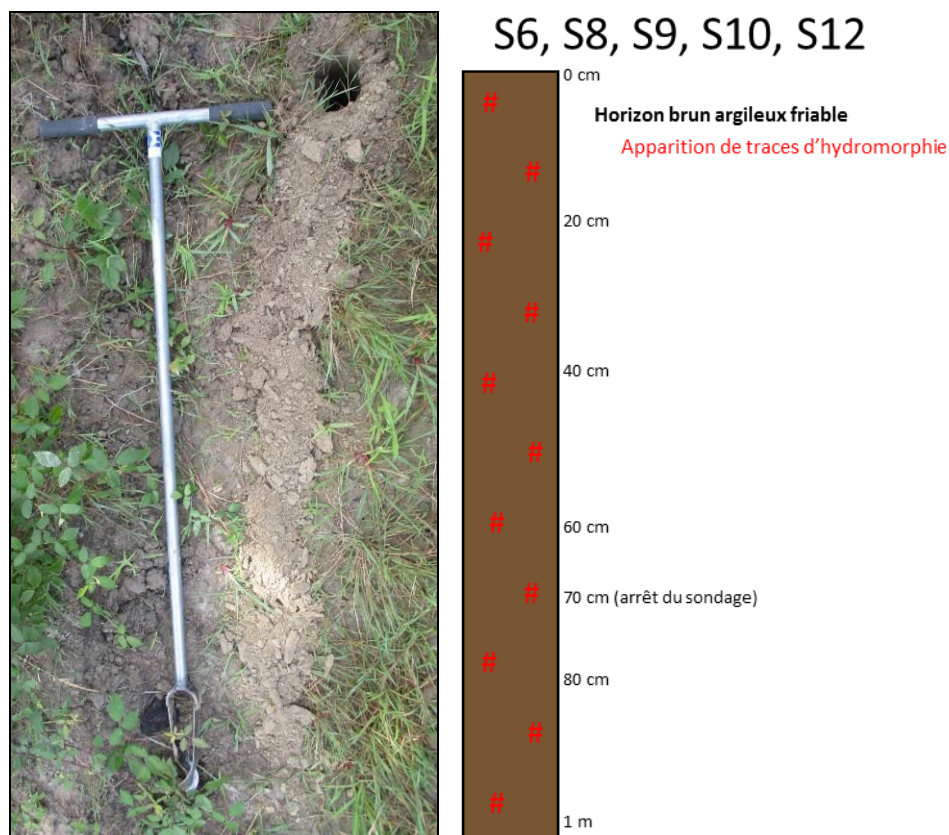 S6, S8, S9, S10, S12
0 cm
Horizon brun argileux friable
Apparition de traces d’hydromorphie
20 cm
40 cm
60 cm
70 cm (arrêt du sondage)
80 cm
1 m
#
#
#
#
#
#
#
#
#
#
#